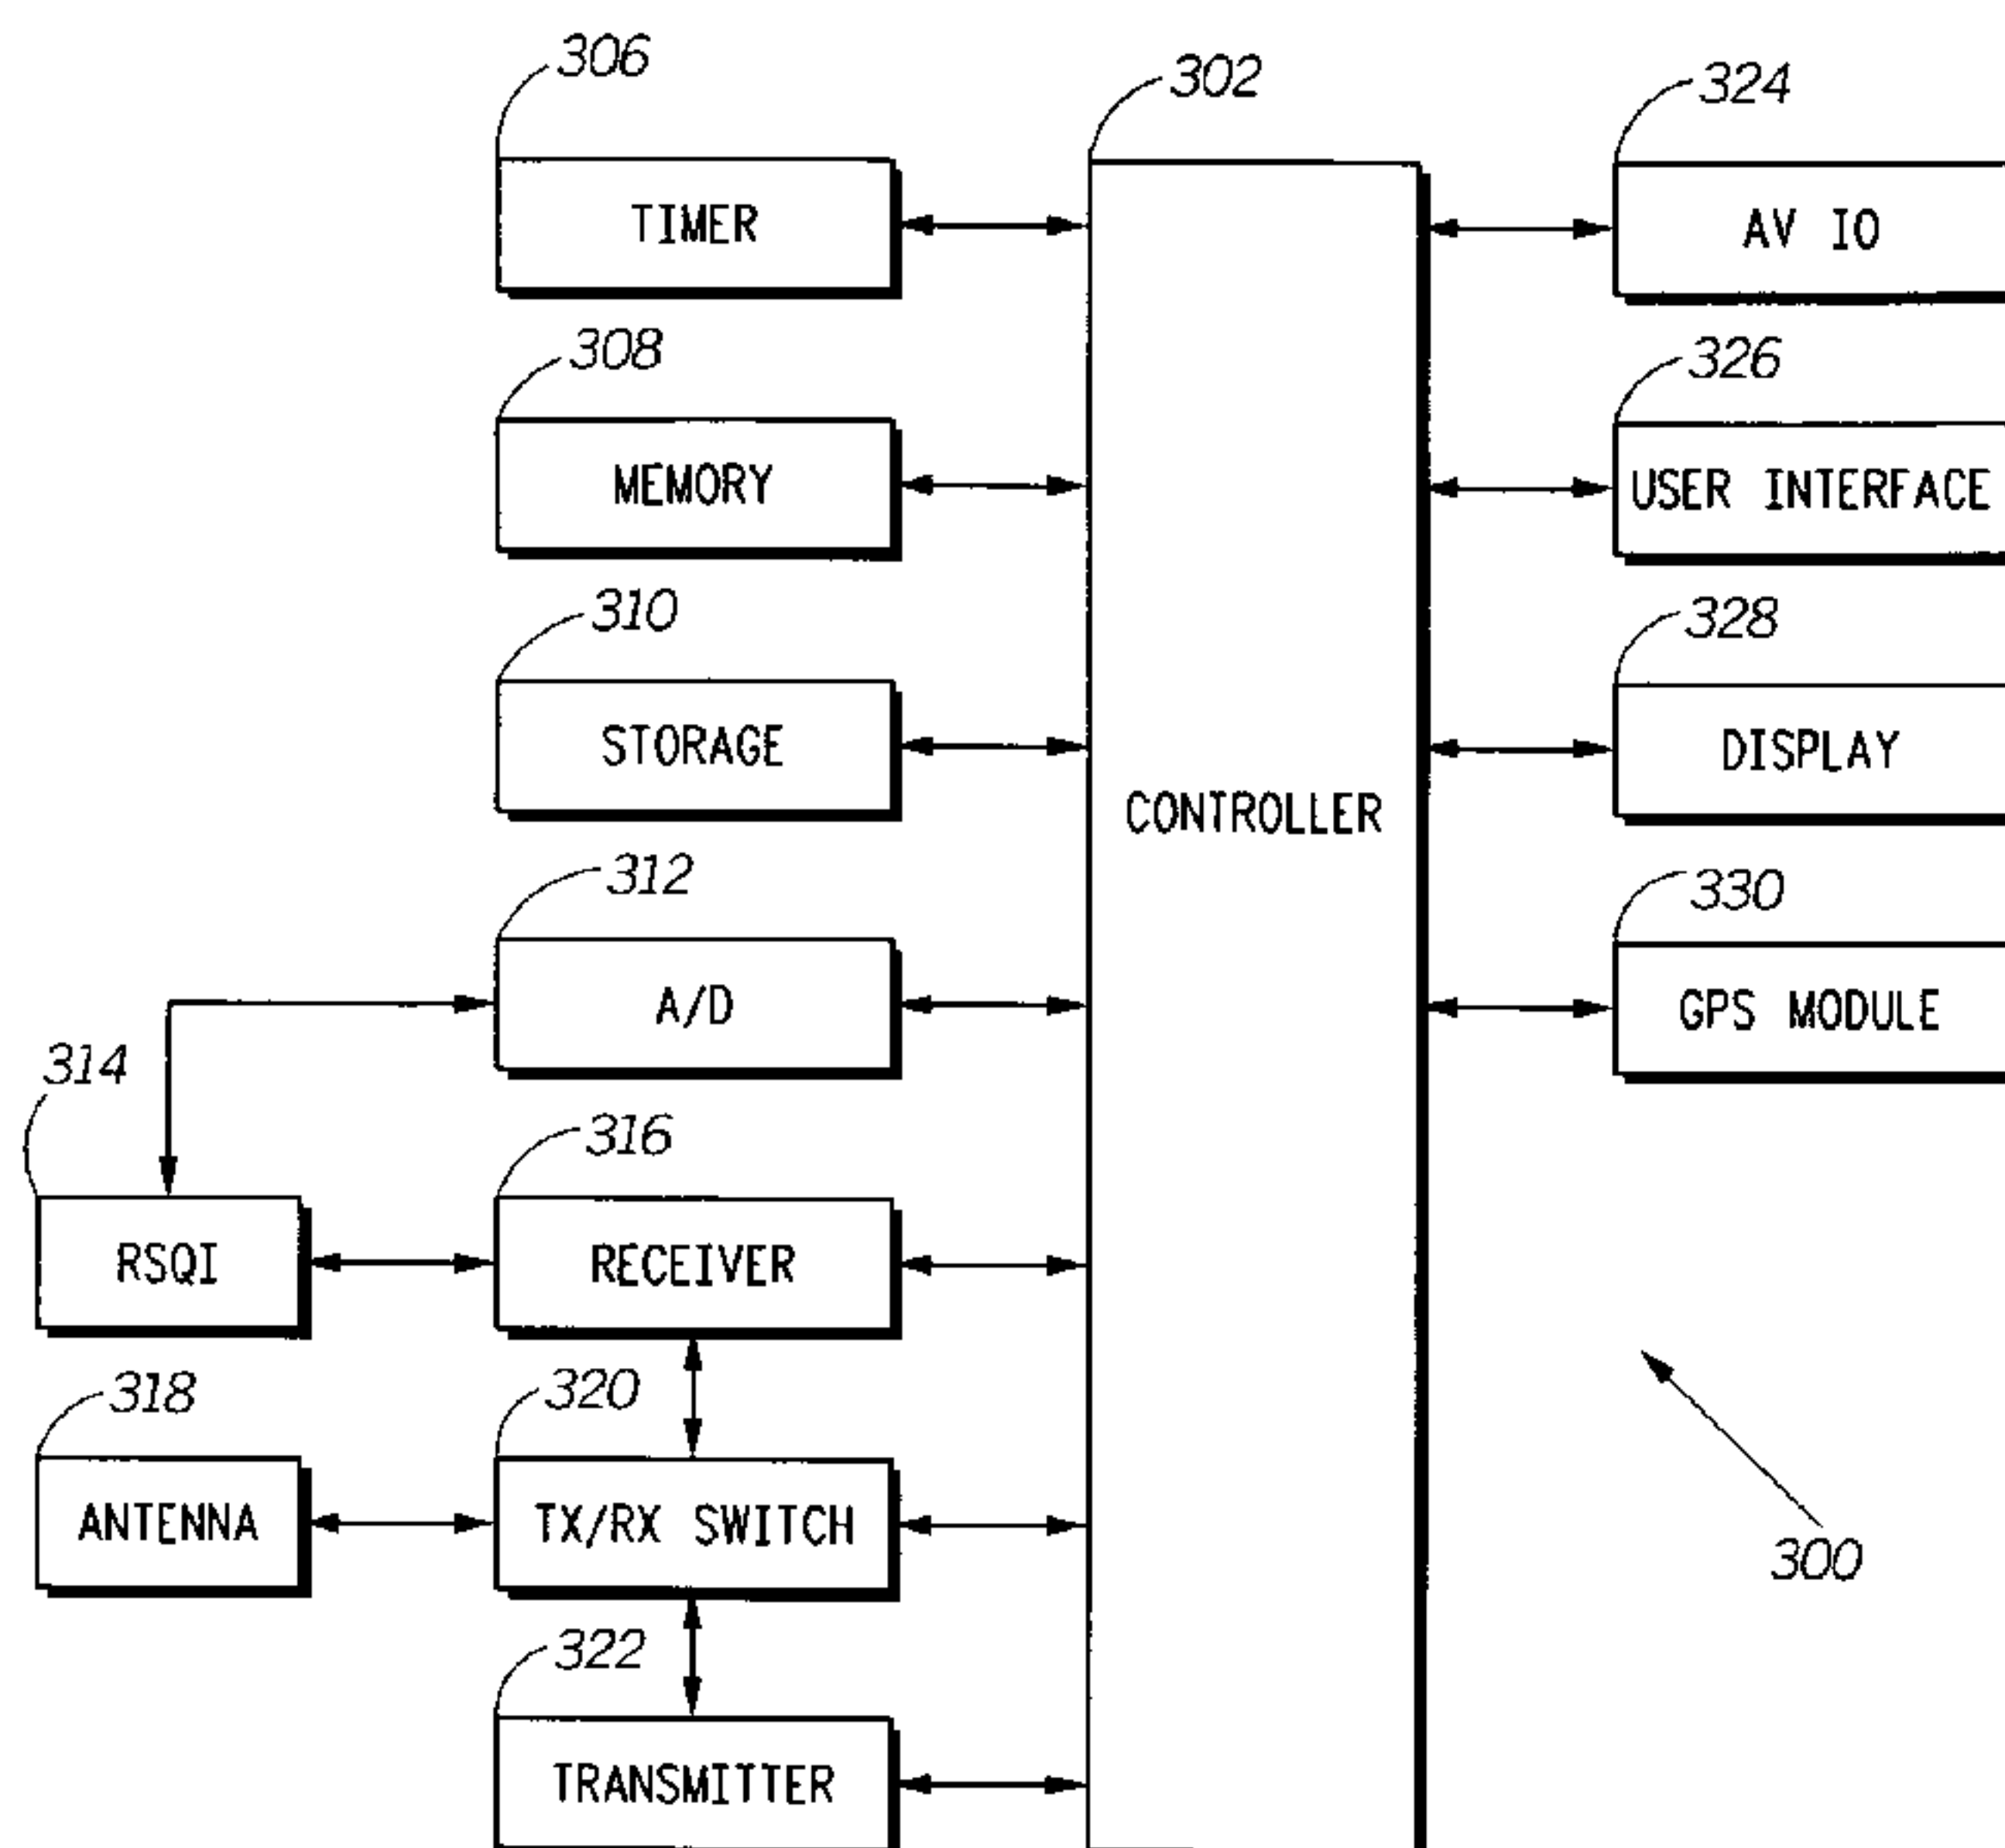 306
302
324
TIMER
AV IO
308
326
MEMORY
USER INTERFACE
310
328
STORAGE
DISPLAY
CONTROLLER
312
330
A/D
GPS MODULE
314
316
RSQI
RECEIVER
318
320
ANTENNA
TX/RX SWITCH
300
322
TRANSMITTER